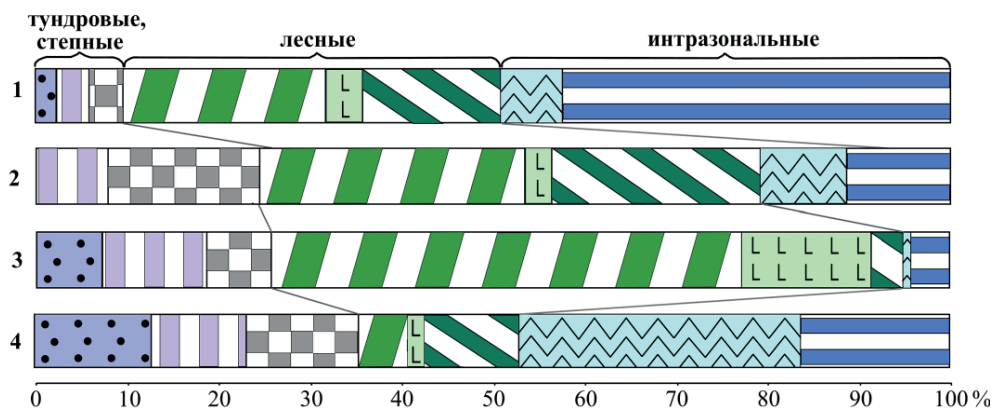 тундровые,
степные
лесные
интразональные
1
L
L
2
L
L
3
L L L L L
L L L L L
4
L
L
0 10 20 30 40 50 60 70 80 90 100 %